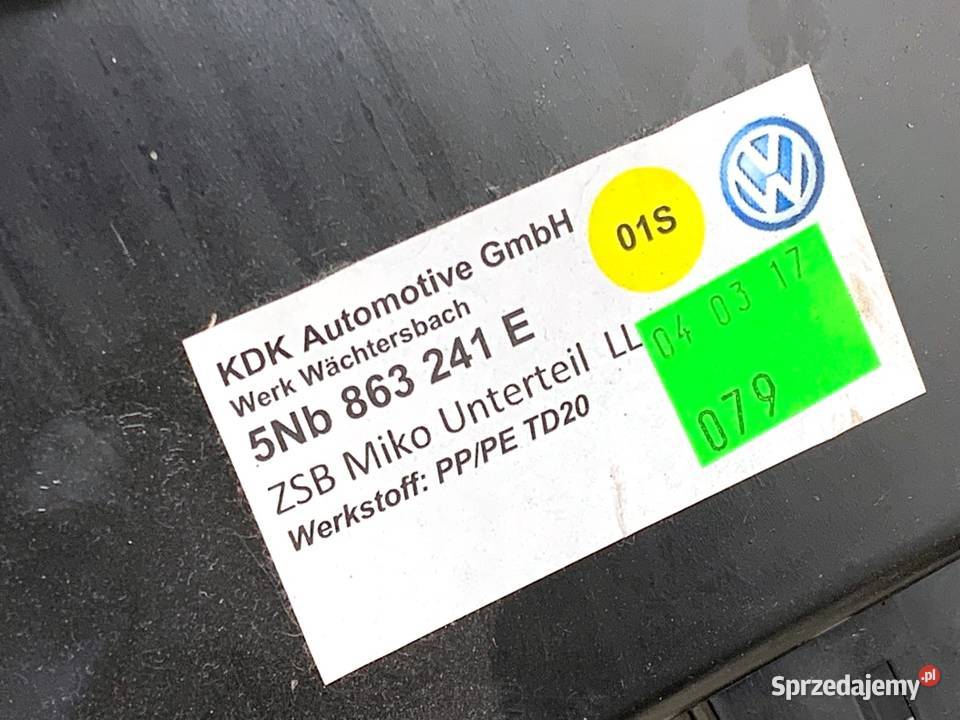 KDK Automotive GmbH
01S
VW
Werk Wächtersbach
5Nb 863 241 E
ZSB Miko Unterteil LL
04 03 17
079
Werkstoff: PP/PE TD20
Sprzedajemy.pl